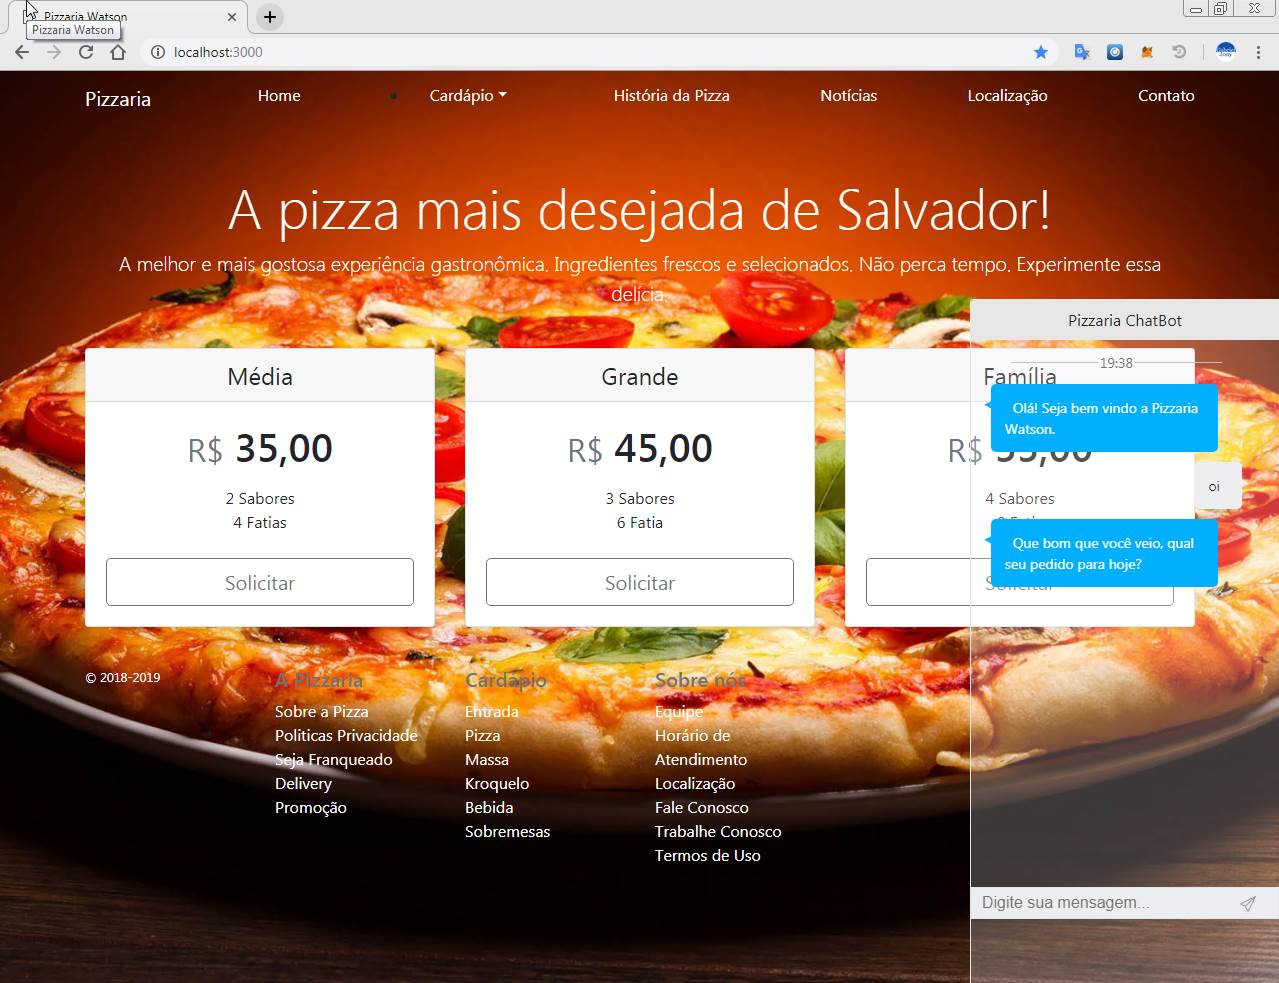 Pizzaria Watson
Pizzaria Watson
localhost:3000
Pizzaria
Home
Cardápio
História da Pizza
Notícias
Localização
Contato
A pizza mais desejada de Salvador!
A melhor e mais gostosa experiência gastronômica. Ingredientes frescos e selecionados. Não perca tempo. Experimente essa
delícia.
Média
R$ 35,00
2 Sabores
4 Fatias
Solicitar
Grande
R$ 45,00
3 Sabores
6 Fatia
Solicitar
Família
R$ 55,00
4 Sabores
Solicitar
Pizzaria ChatBot
19:38
Olá! Seja bem vindo a Pizzaria
Watson.
oi
Que bom que você veio, qual
seu pedido para hoje?
Digite sua mensagem...
© 2018-2019
A Pizzaria
Sobre a Pizza
Politicas Privacidade
Seja Franqueado
Delivery
Promoção
Cardápio
Entrada
Pizza
Massa
Kroquelo
Bebida
Sobremesas
Sobre nós
Equipe
Horário de
Atendimento
Localização
Fale Conosco
Trabalhe Conosco
Termos de Uso